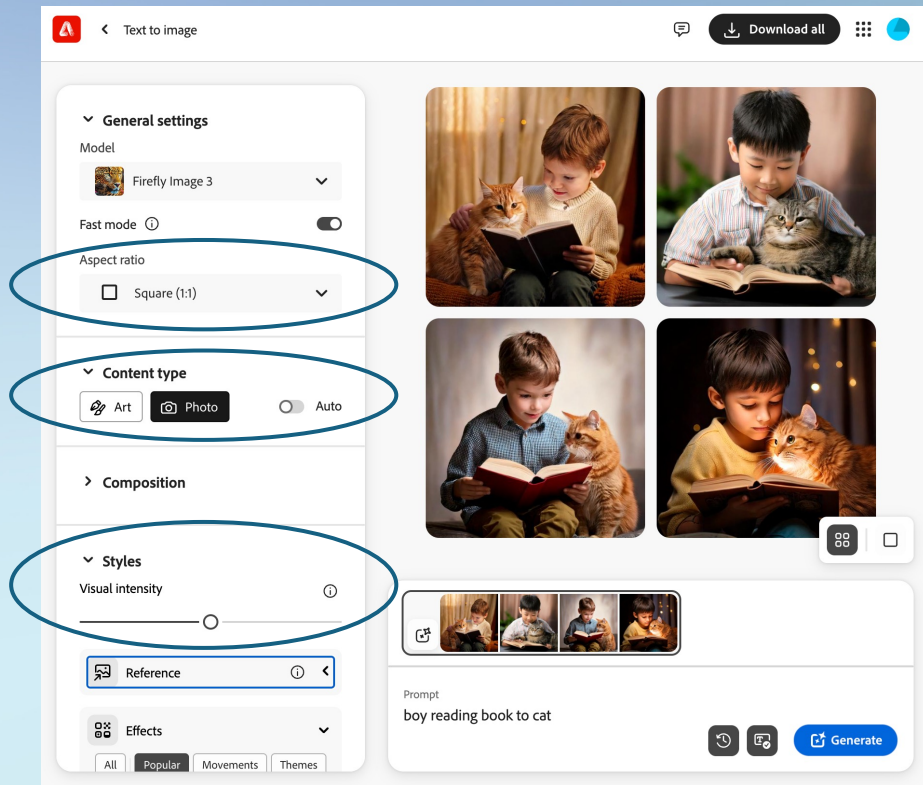 Text to image
Download all
General settings
Model
Firefly Image 3
Fast mode
Aspect ratio
Square (1:1)
Content type
Art Photo Auto
Composition
Styles
Visual intensity
Reference
Effects
All Popular Movements Themes
Prompt
boy reading book to cat
Generate